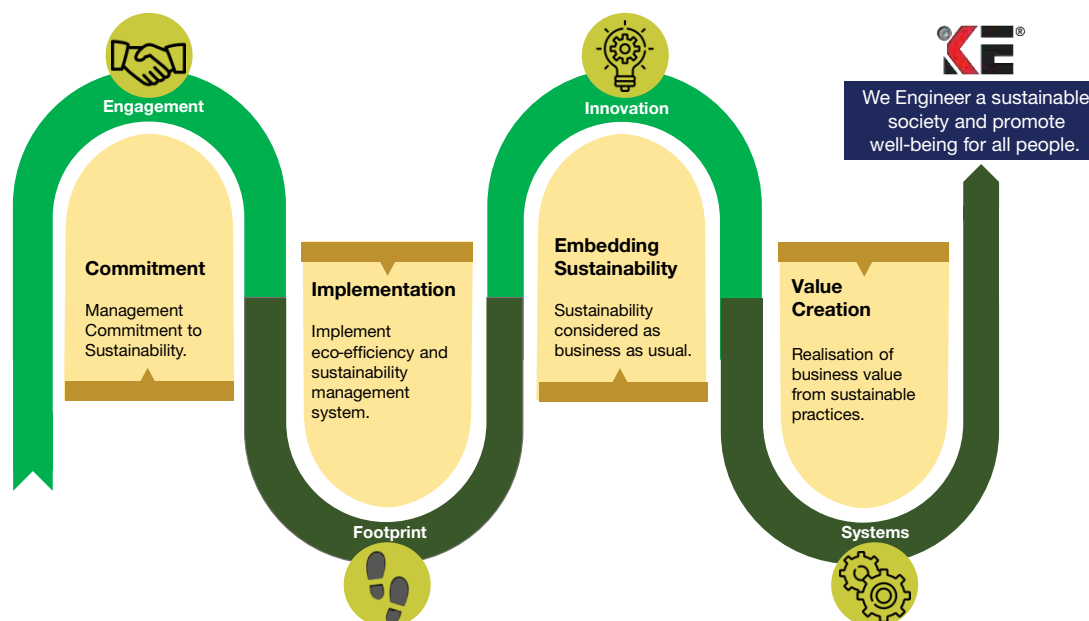 Engagement
Commitment
Management
Commitment to
Sustainability.
Implementation
Implement
eco-efficiency and
sustainability
management
system.
Footprint
Innovation
Embedding
Sustainability
Sustainability
considered as
business as usual.
Value
Creation
Realisation of
business value
from sustainable
practices.
Systems
KE®
We Engineer a sustainable
society and promote
well-being for all people.